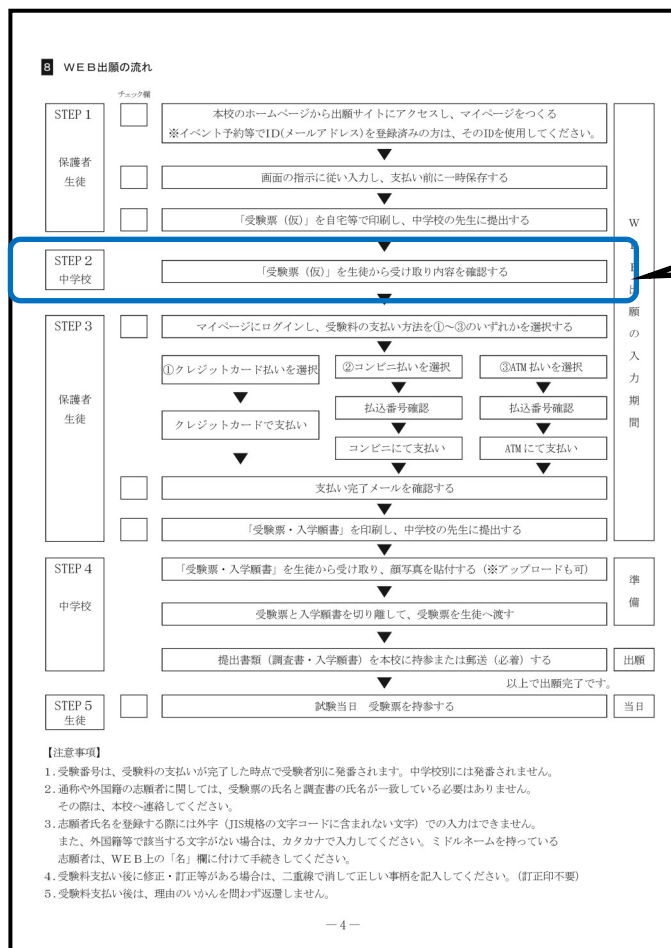 8 WEB出願の流れ
チェック欄
STEP 1
保護者
生徒
本校のホームページから出願サイトにアクセスし、マイページをつくる
※イベント予約等でID(メールアドレス)を登録済みの方は、そのIDを使用してください。
画面の指示に従い入力し、支払い前に一時保存する
「受験票（仮）」を自宅等で印刷し、中学校の先生に提出する
STEP 2
中学校
「受験票（仮）」を生徒から受け取り内容を確認する
STEP 3
保護者
生徒
マイページにログインし、受験料の支払い方法を①～③のいずれかを選択する
①クレジットカード払いを選択
②コンビニ払いを選択
③ATM 払いを選択
クレジットカードで支払い
払込番号確認
払込番号確認
コンビニにて支払い
ATM にて支払い
支払い完了メールを確認する
「受験票・入学願書」を印刷し、中学校の先生に提出する
W
出願の入力期間
STEP 4
中学校
「受験票・入学願書」を生徒から受け取り、顔写真を貼付する（※アップロードも可）
受験票と入学願書を切り離して、受験票を生徒へ渡す
準備
提出書類（調査書・入学願書）を本校に持参または郵送（必着）する
出願
以上で出願完了です。
STEP 5
生徒
試験当日 受験票を持参する
当日
【注意事項】
1.受験番号は、受験料の支払いが完了した時点で受験者別に発番されます。中学校別には発番されません。
2.通称や外国籍の志願者に関しては、受験票の氏名と調査書の氏名が一致している必要はありません。
その際は、本校へ連絡してください。
3.志願者氏名を登録する際には外字（JIS規格の文字コードに含まれない文字）での入力はできません。
また、外国籍等で該当する文字がない場合は、カタカナで入力してください。ミドルネームを持っている
志願者は、WEB上の「名」欄に付けて手続きしてください。
4.受験料支払い後に修正・訂正等がある場合は、二重線で消して正しい事柄を記入してください。（訂正印不要）
5.受験料支払い後は、理由のいかんを問わず返還しません。
―4―